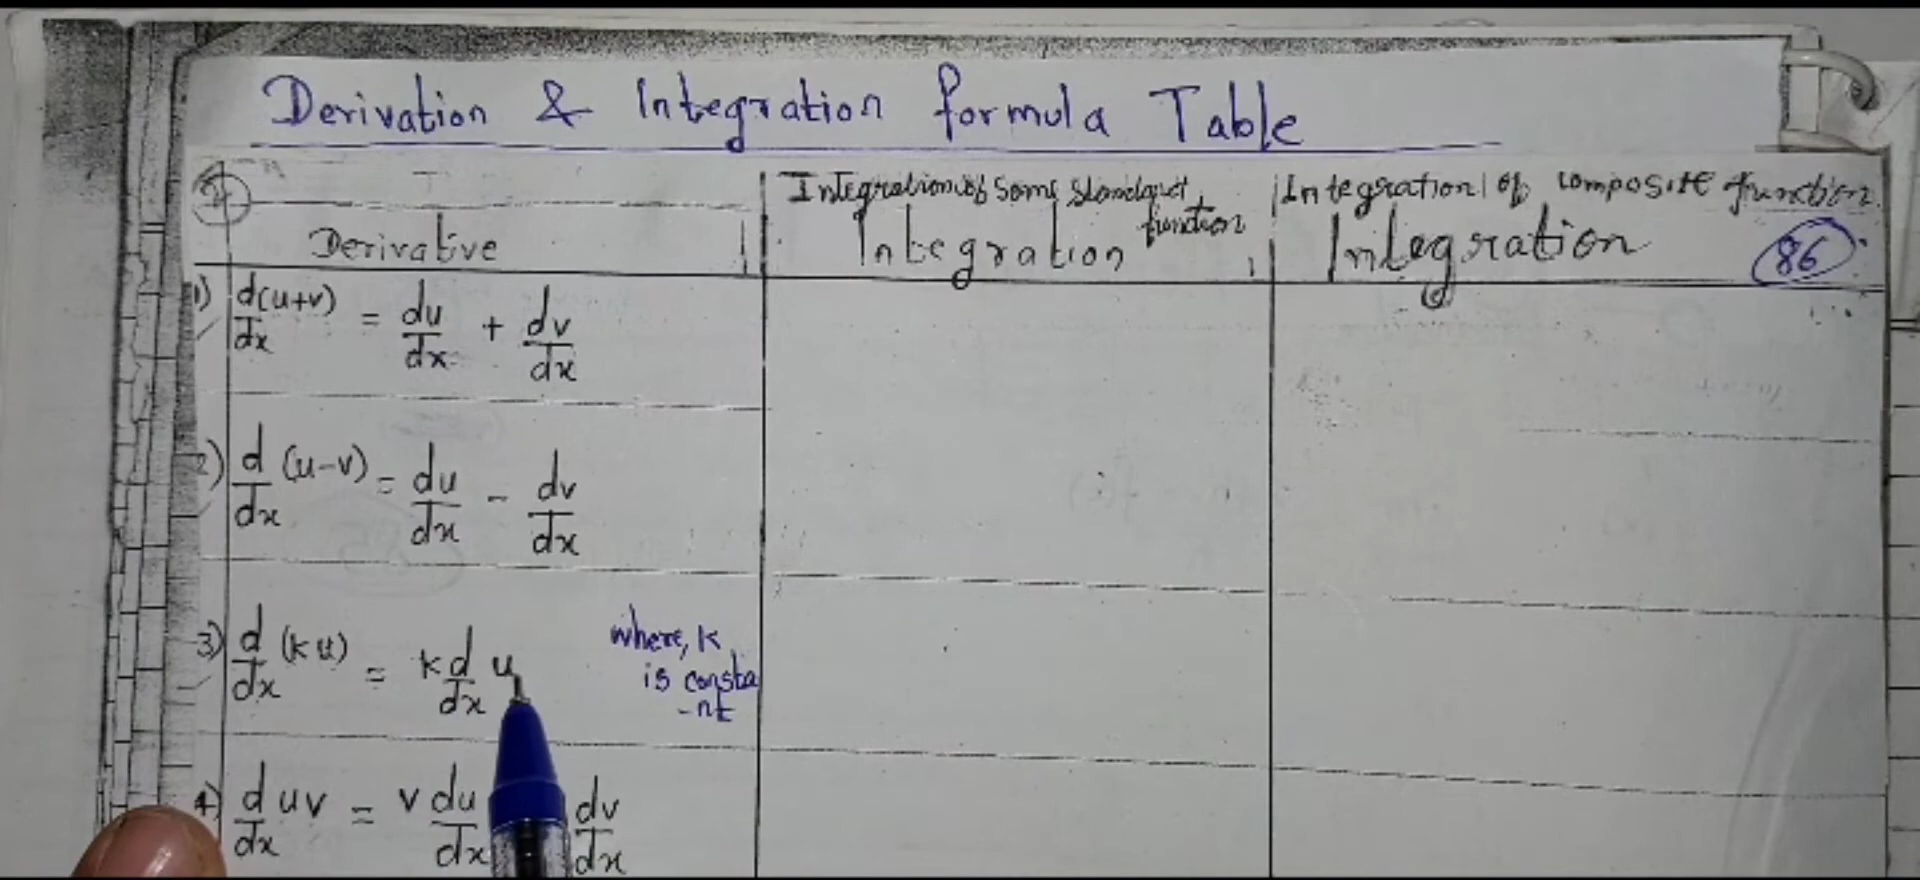 Derivation & Integration formula Table
Integration of some standard function
Integration of composite function
Derivative
Integration
Integration
86
1) d(u+v)/dx = du/dx + dv/dx
2) d/dx (u-v) = du/dx - dv/dx
3) d/dx (ku) = k d/dx u
where, k
is consta
-nt
4) d/dx uv = v du/dx dv/dx